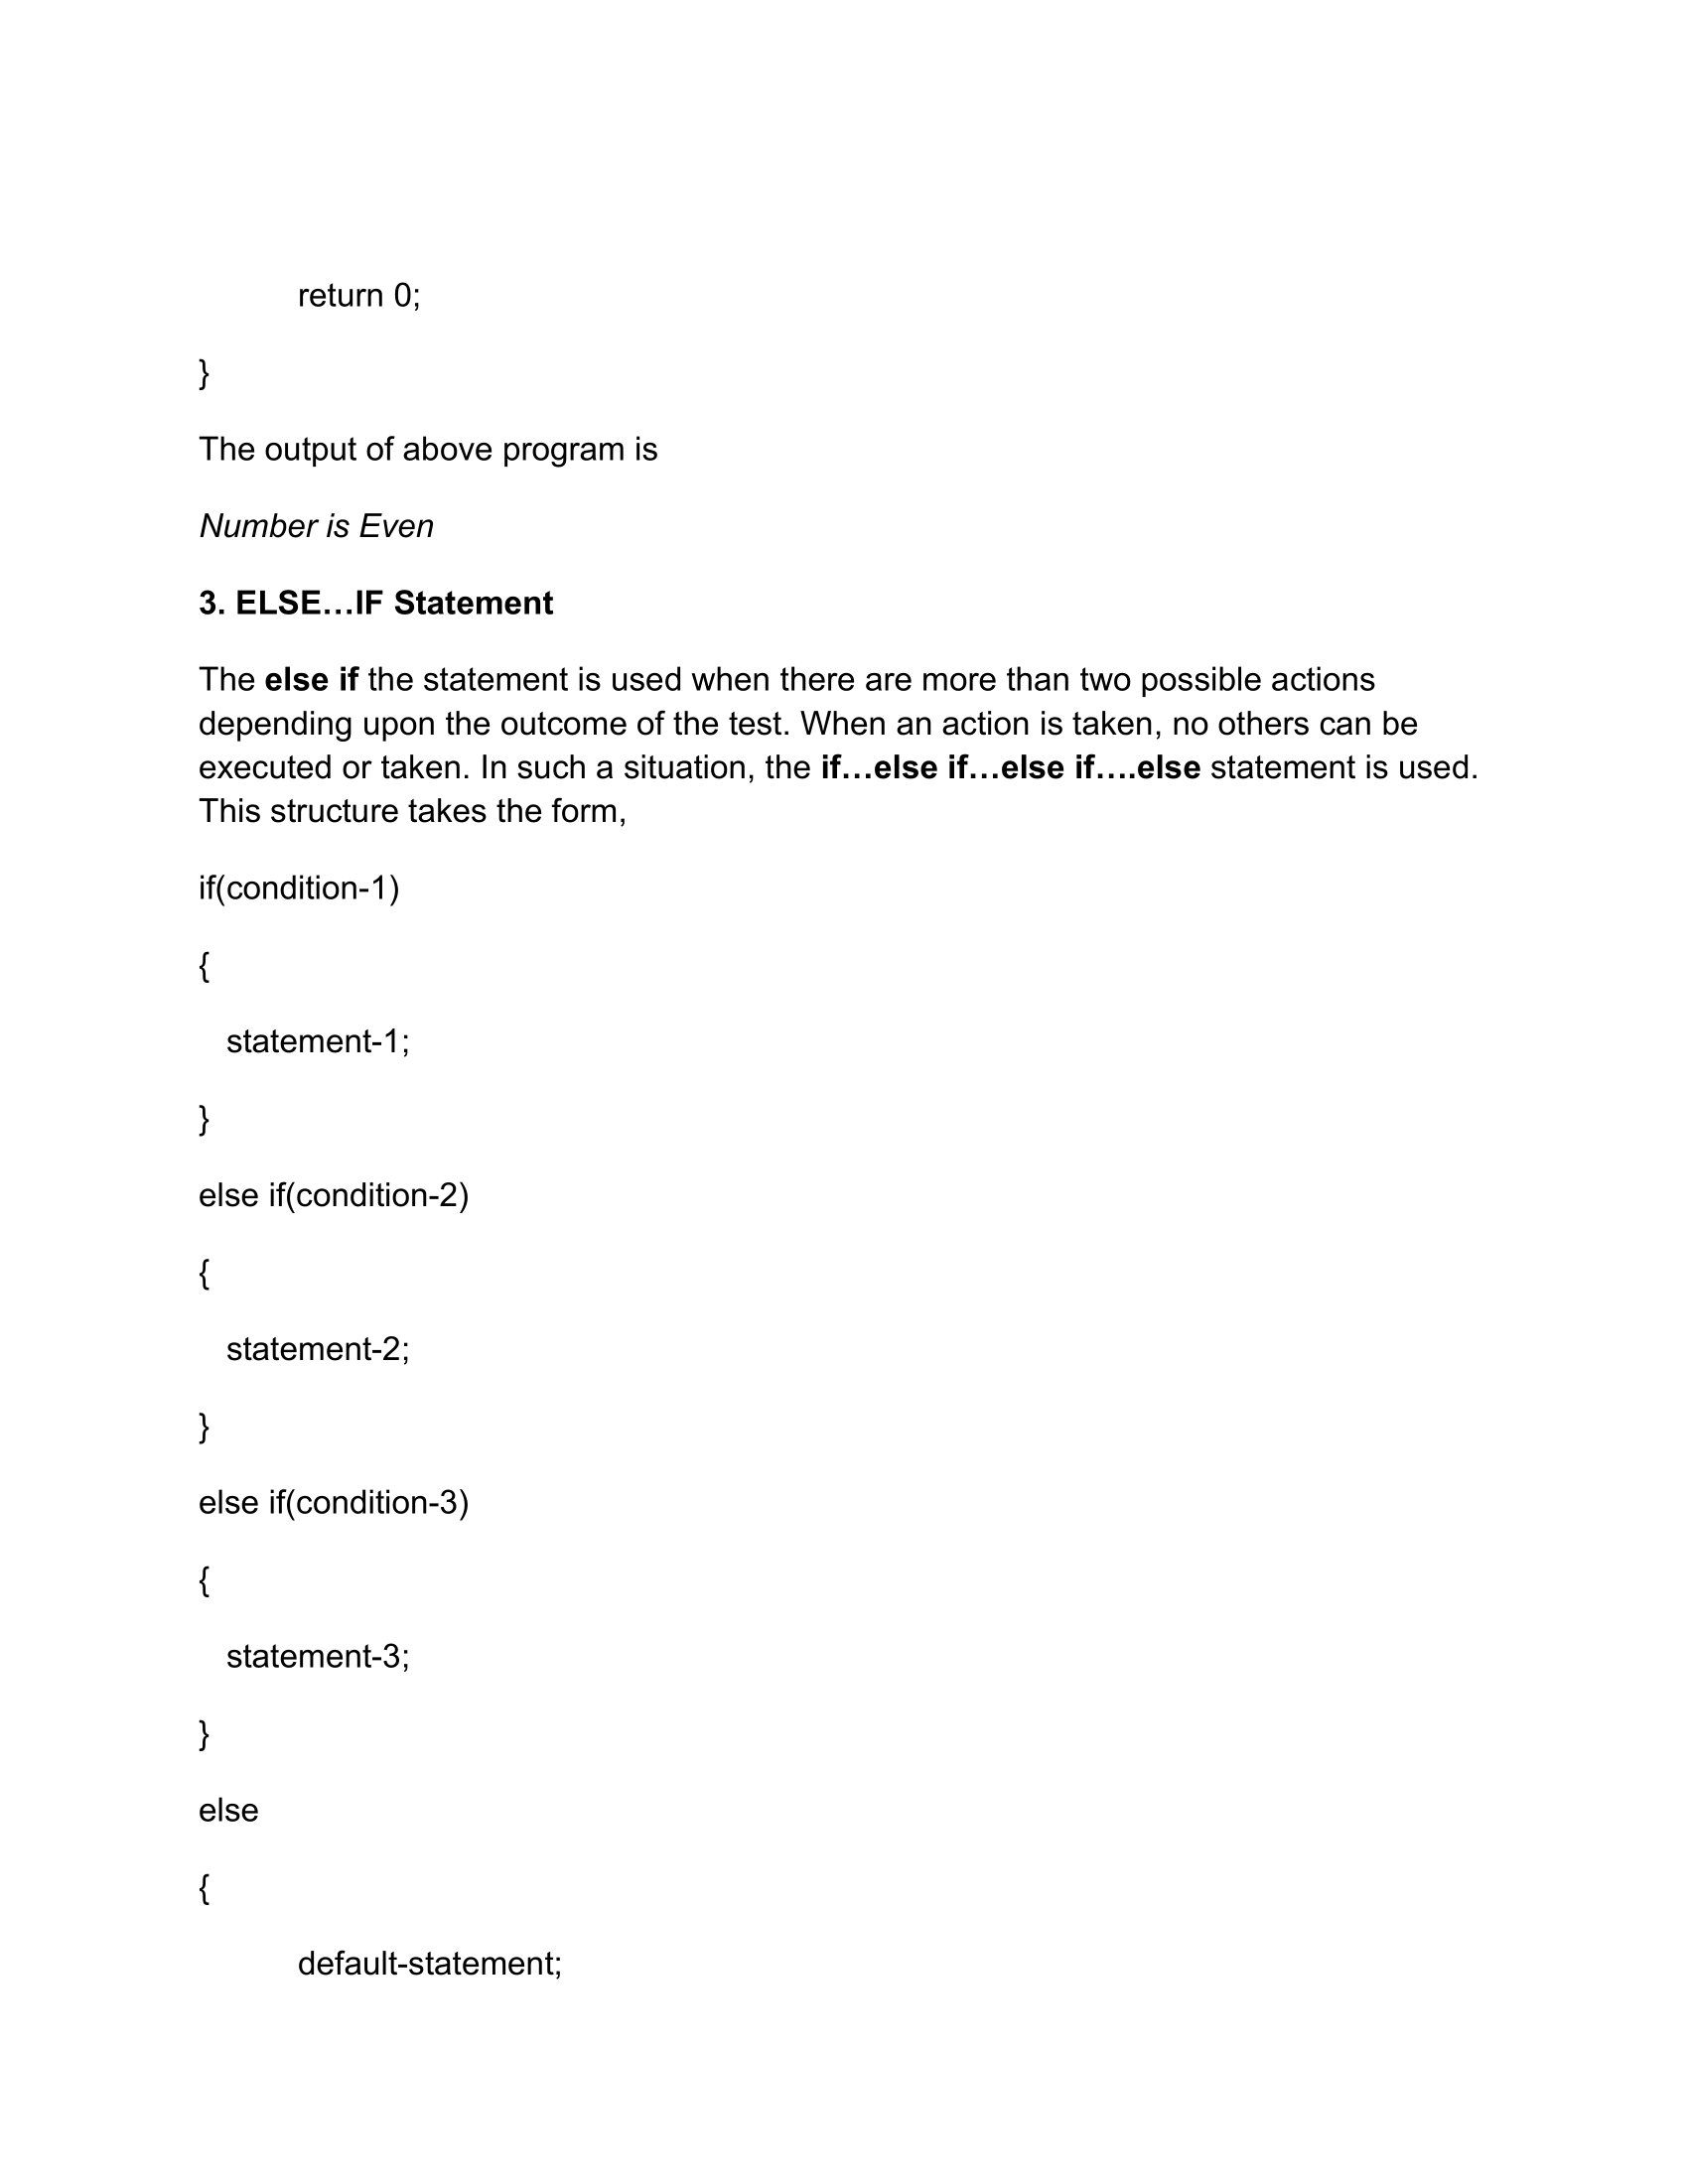 return 0;
}
The output of above program is
Number is Even
3. ELSE…IF Statement
The else if the statement is used when there are more than two possible actions
depending upon the outcome of the test. When an action is taken, no others can be
executed or taken. In such a situation, the if…else if…else if….else statement is used.
This structure takes the form,
if(condition-1)
{
statement-1;
}
else if(condition-2)
{
statement-2;
}
else if(condition-3)
{
statement-3;
}
else
{
default-statement;